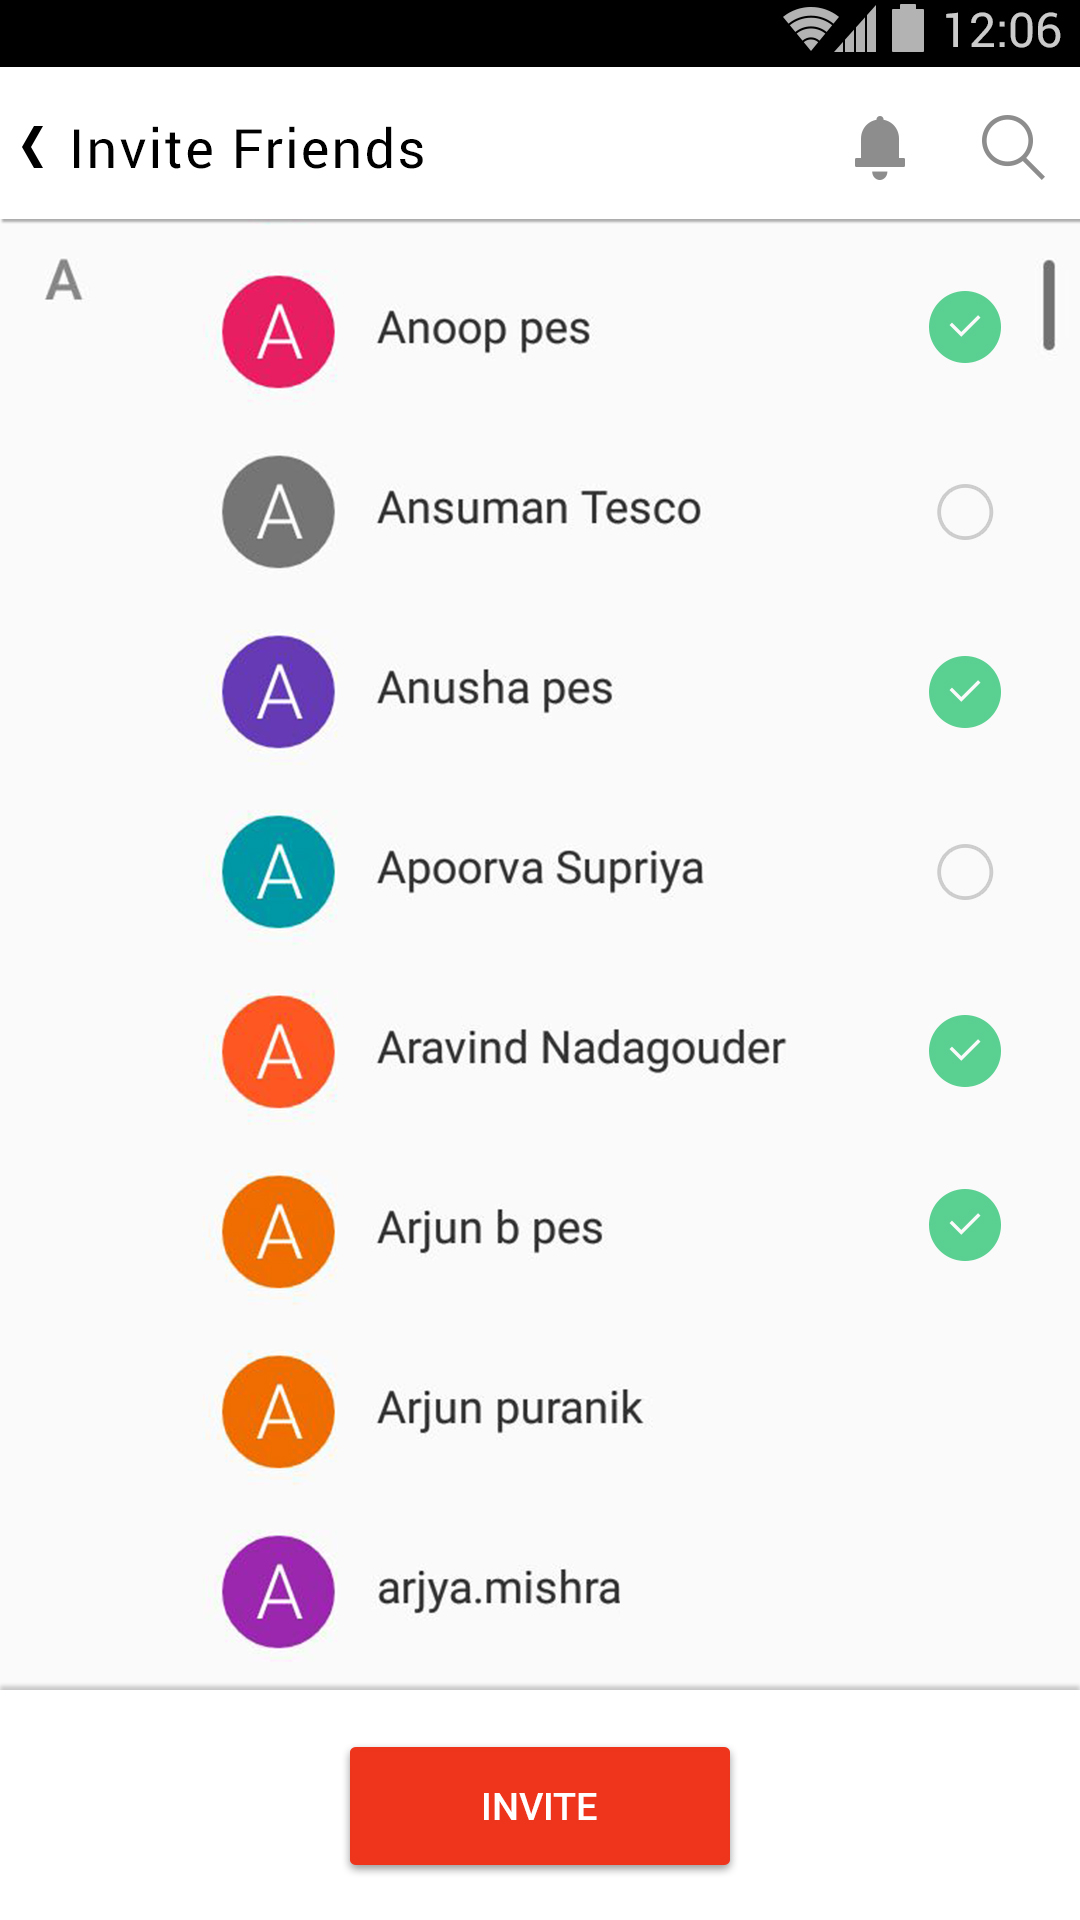 12:06
Invite Friends
A
A Anoop pes
A Ansuman Tesco
A Anusha pes
A Apoorva Supriya
A Aravind Nadagouder
A Arjun b pes
A Arjun puranik
A arjya.mishra
INVITE